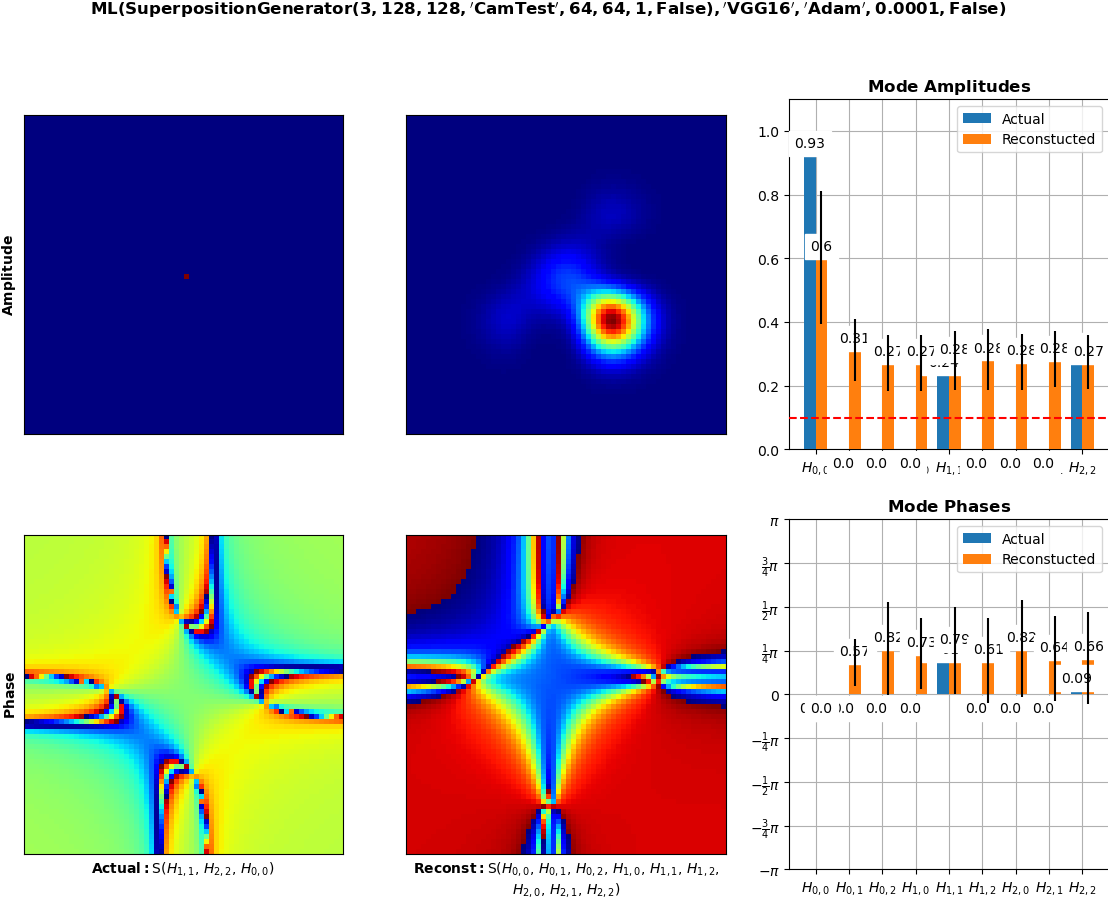 ML(SuperpositionGenerator(3, 128, 128, 'CamTest', 64, 64, 1, False), 'VGG16', 'Adam', 0.0001, False)
Amplitude
Mode Amplitudes
Actual
Reconstucted
1.0
0.8
0.6
0.4
0.2
0.0
0.93
0.6
0.31
0.27
0.27
0.28
0.28
0.28
0.28
0.27
0.0
0.0
0.0
H1,1
0.0
0.0
0.0
H2,2
Phase
Actual: S(H1,1, H2,2, H0,0)
Reconst: S(H0,0, H0,1, H0,2, H1,0, H1,1, H1,2,
H2,0, H2,1, H2,2)
Mode Phases
Actual
Reconstucted
π
3/4π
1/2π
1/4π
0
−1/4π
−1/2π
−3/4π
−π
0.57
0.82
0.73
0.79
0.61
0.82
0.64
0.66
0.09
0.0
0.0
0.0
0.0
0.0
0.0
H0,0 H0,1 H0,2 H1,0 H1,1 H1,2 H2,0 H2,1 H2,2